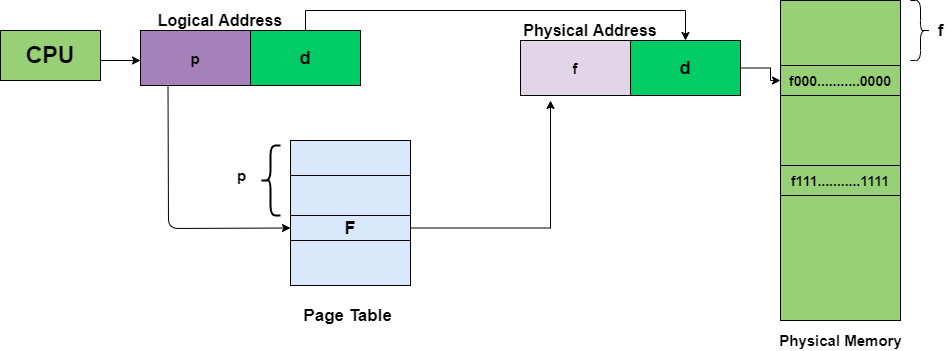 Logical Address
CPU
p
d
Physical Address
f
d
f
f000...........0000
f111...........1111
p
F
Page Table
Physical Memory